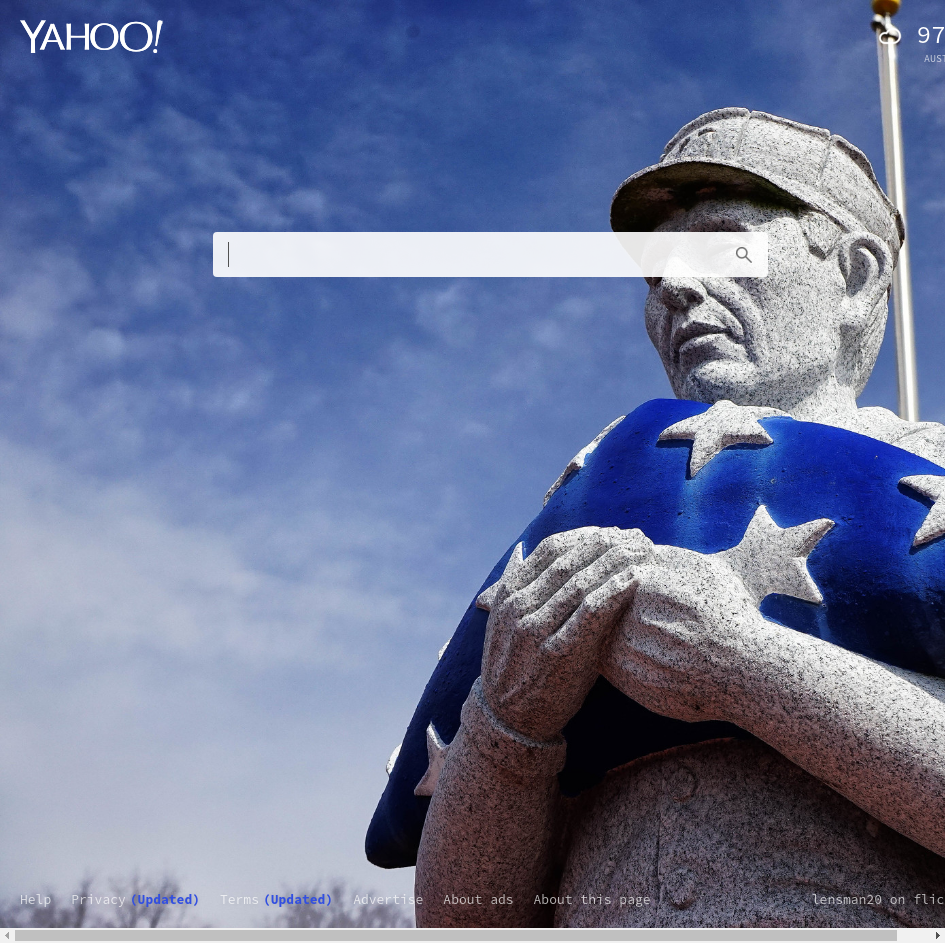 YAHOO!
97
AUST
Help Privacy (Updated) Terms (Updated) Advertise About ads About this page lensman20 on flic